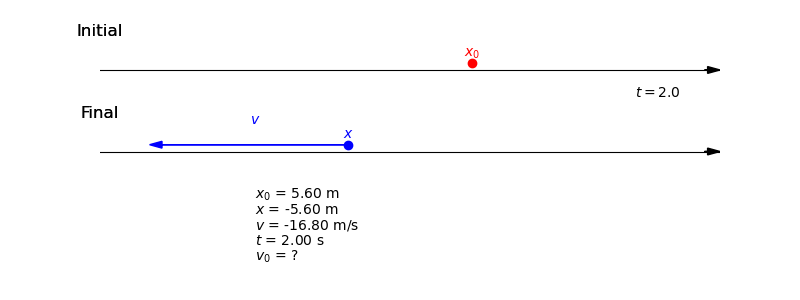 Initial
x₀
t = 2.0
Final
v
x
x₀ = 5.60 m
x = -5.60 m
v = -16.80 m/s
t = 2.00 s
v₀ = ?